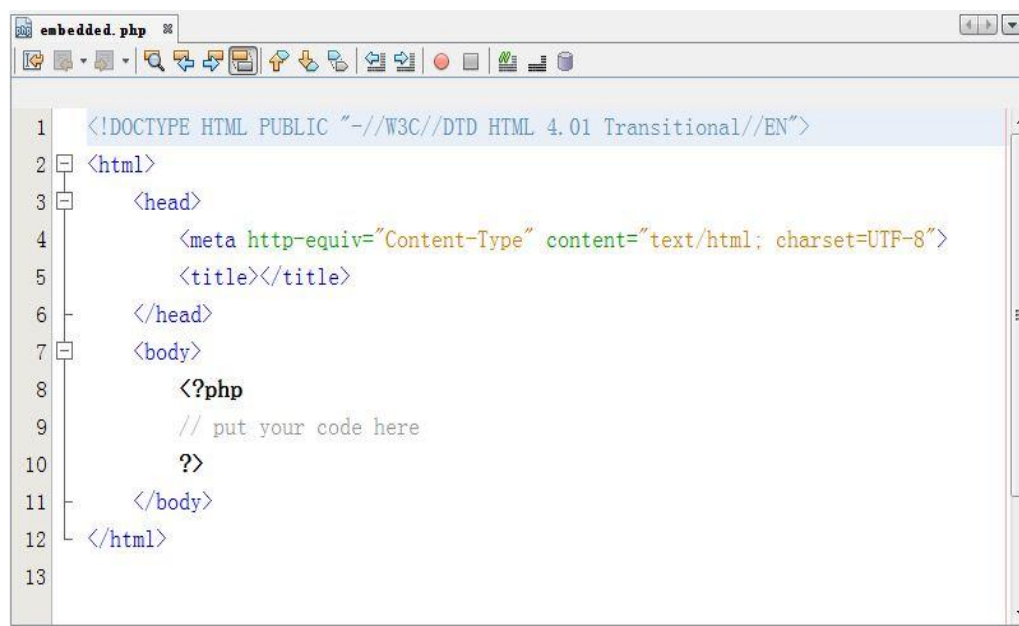 embedded.php
1 <!DOCTYPE HTML PUBLIC "-//W3C//DTD HTML 4.01 Transitional//EN">
2 <html>
3 <head>
4 <meta http-equiv="Content-Type" content="text/html; charset=UTF-8">
5 <title></title>
6 </head>
7 <body>
8 <?php
9 // put your code here
10 ?>
11 </body>
12 </html>
13